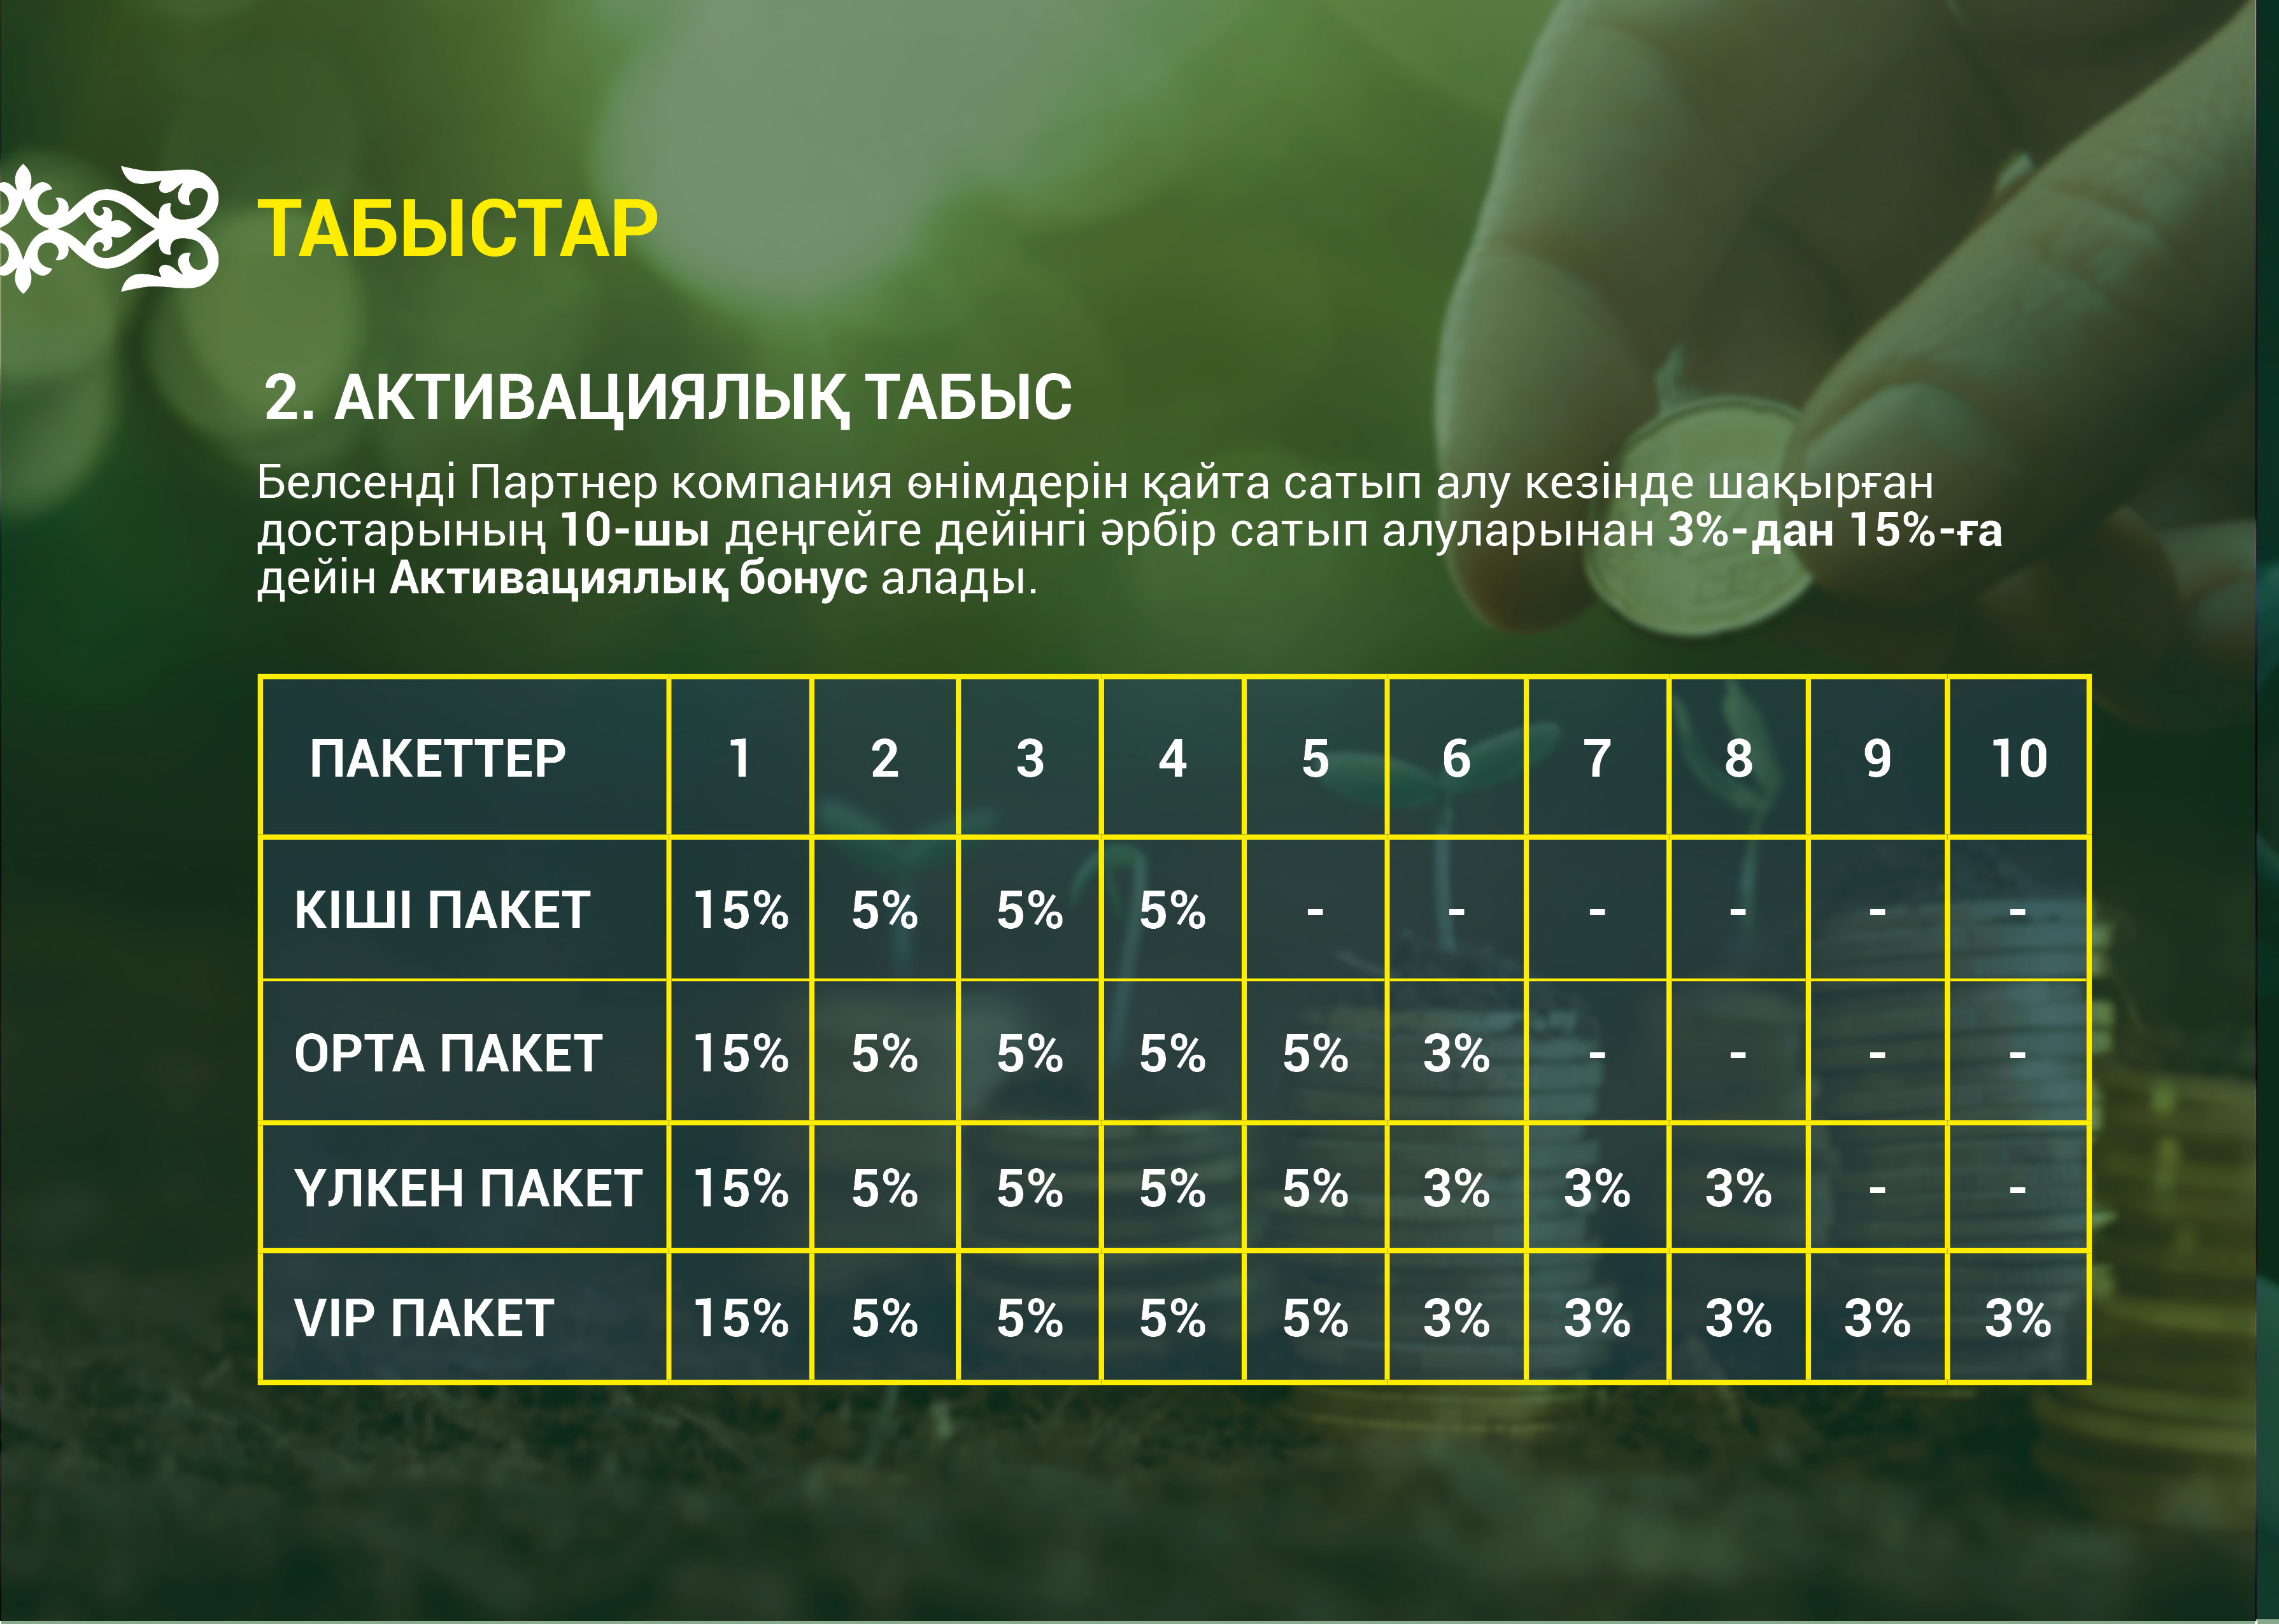 ТАБЫСТАР
2. АКТИВАЦИЯЛЫҚ ТАБЫС
Белсенді Партнер компания өнімдерін қайта сатып алу кезінде шақырған
достарының 10-шы деңгейге дейінгі әрбір сатып алуларынан 3%-дан 15%-ға
дейін Активациялық бонус алады.
ПАКЕТТЕР 1 2 3 4 5 6 7 8 9 10
КІШІ ПАКЕТ 15% 5% 5% 5% - - - - - -
ОРТА ПАКЕТ 15% 5% 5% 5% 5% 3% - - - -
ҮЛКЕН ПАКЕТ 15% 5% 5% 5% 5% 3% 3% 3% - -
VIP ПАКЕТ 15% 5% 5% 5% 5% 3% 3% 3% 3% 3%